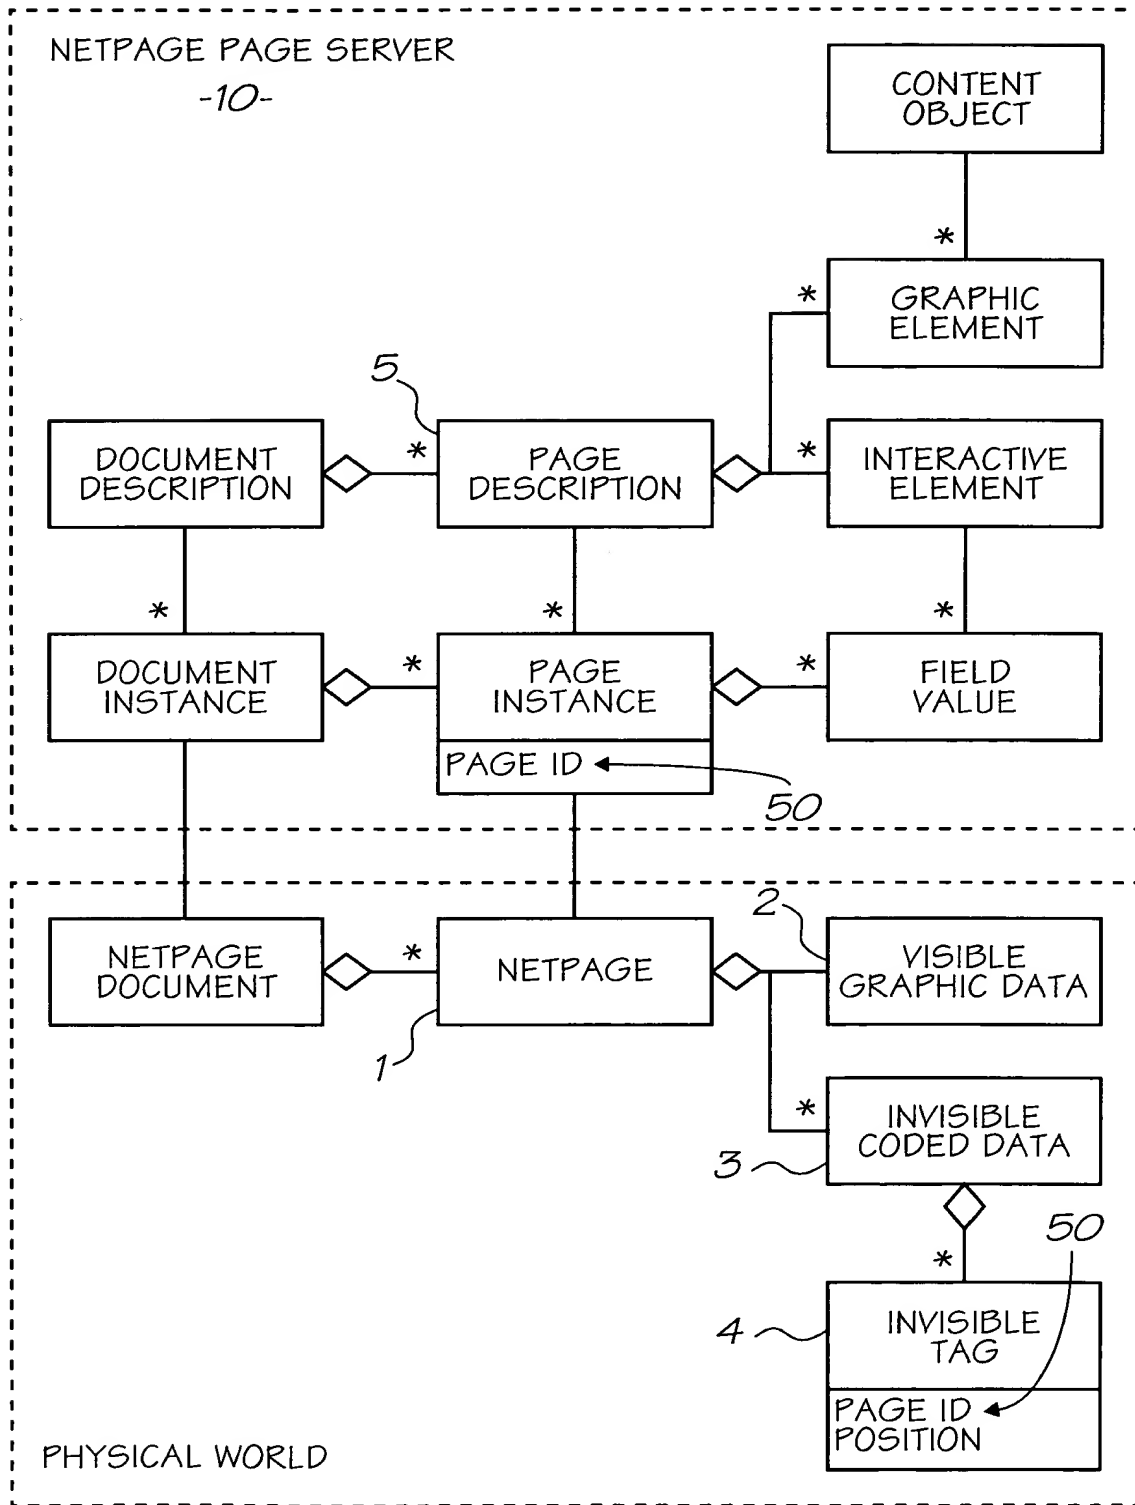 NETPAGE PAGE SERVER
-10-
CONTENT
OBJECT
*
*
GRAPHIC
ELEMENT
5
DOCUMENT
DESCRIPTION
*
PAGE
DESCRIPTION
*
INTERACTIVE
ELEMENT
*
*
*
DOCUMENT
INSTANCE
*
PAGE
INSTANCE
*
FIELD
VALUE
PAGE ID
50
NETPAGE
DOCUMENT
*
NETPAGE
1
2
VISIBLE
GRAPHIC DATA
*
INVISIBLE
CODED DATA
3
50
*
4
INVISIBLE
TAG
PAGE ID
POSITION
PHYSICAL WORLD